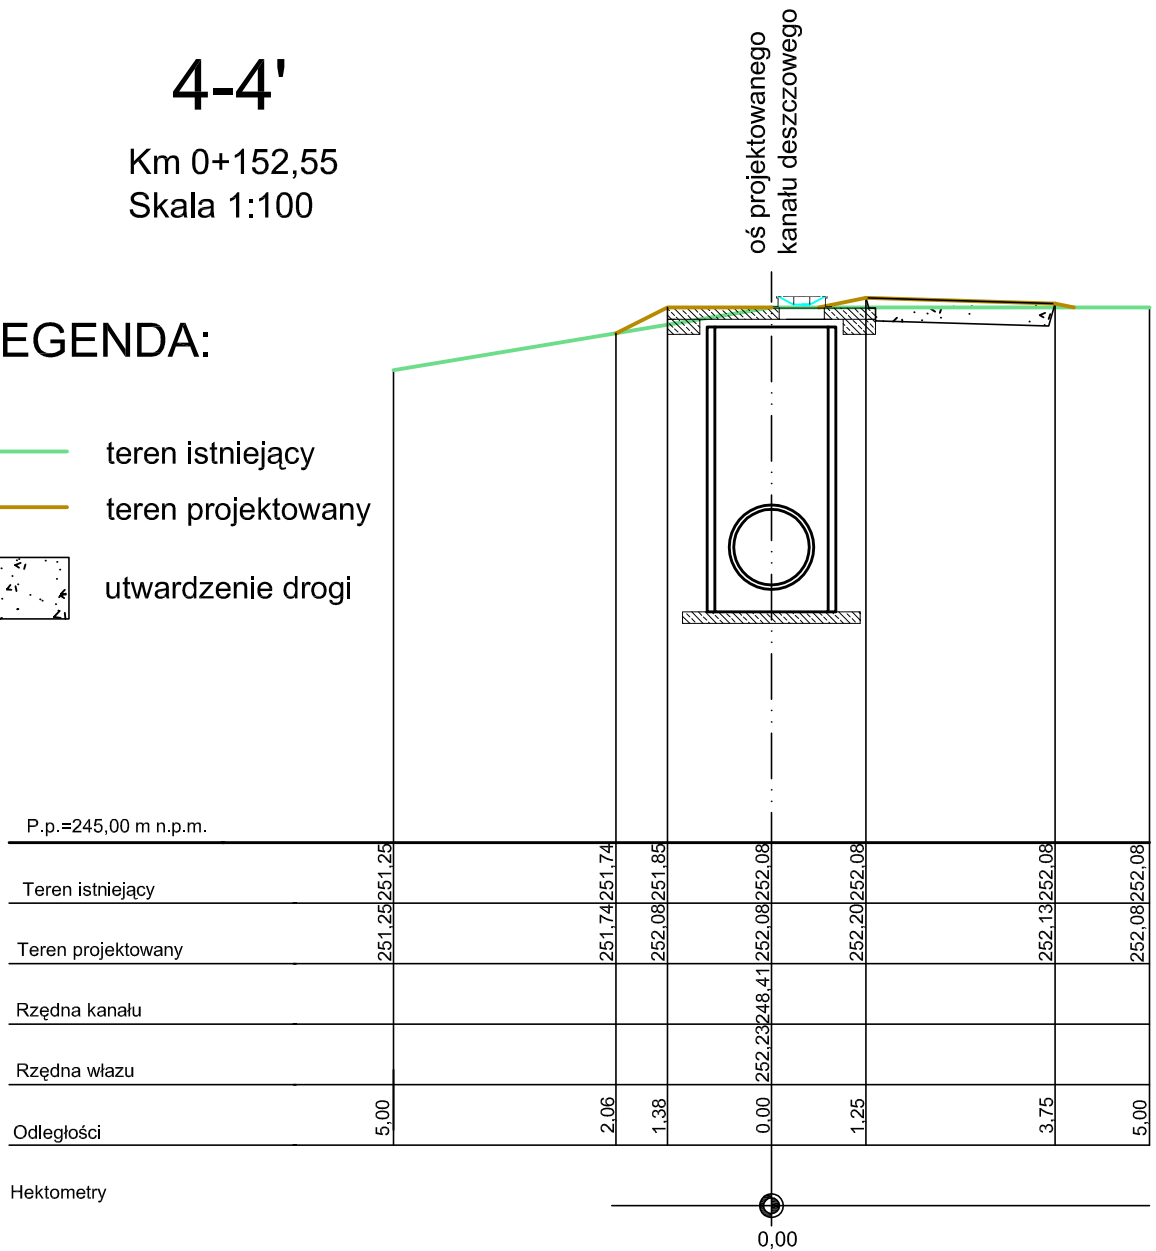 4-4'
Km 0+152,55
Skala 1:100
oś projektowanego
kanału deszczowego
EGENDA:
teren istniejący
teren projektowany
utwardzenie drogi
P.p.=245,00 m n.p.m.
Teren istniejący 251,25 251,74 251,85 252,08 252,08 252,08 252,08
Teren projektowany 251,25 251,74 252,08 252,08 252,20 252,13 252,08
Rzędna kanału 248,41
Rzędna włazu 252,23
Odległości 5,00 2,06 1,38 0,00 1,25 3,75 5,00
Hektometry
0,00